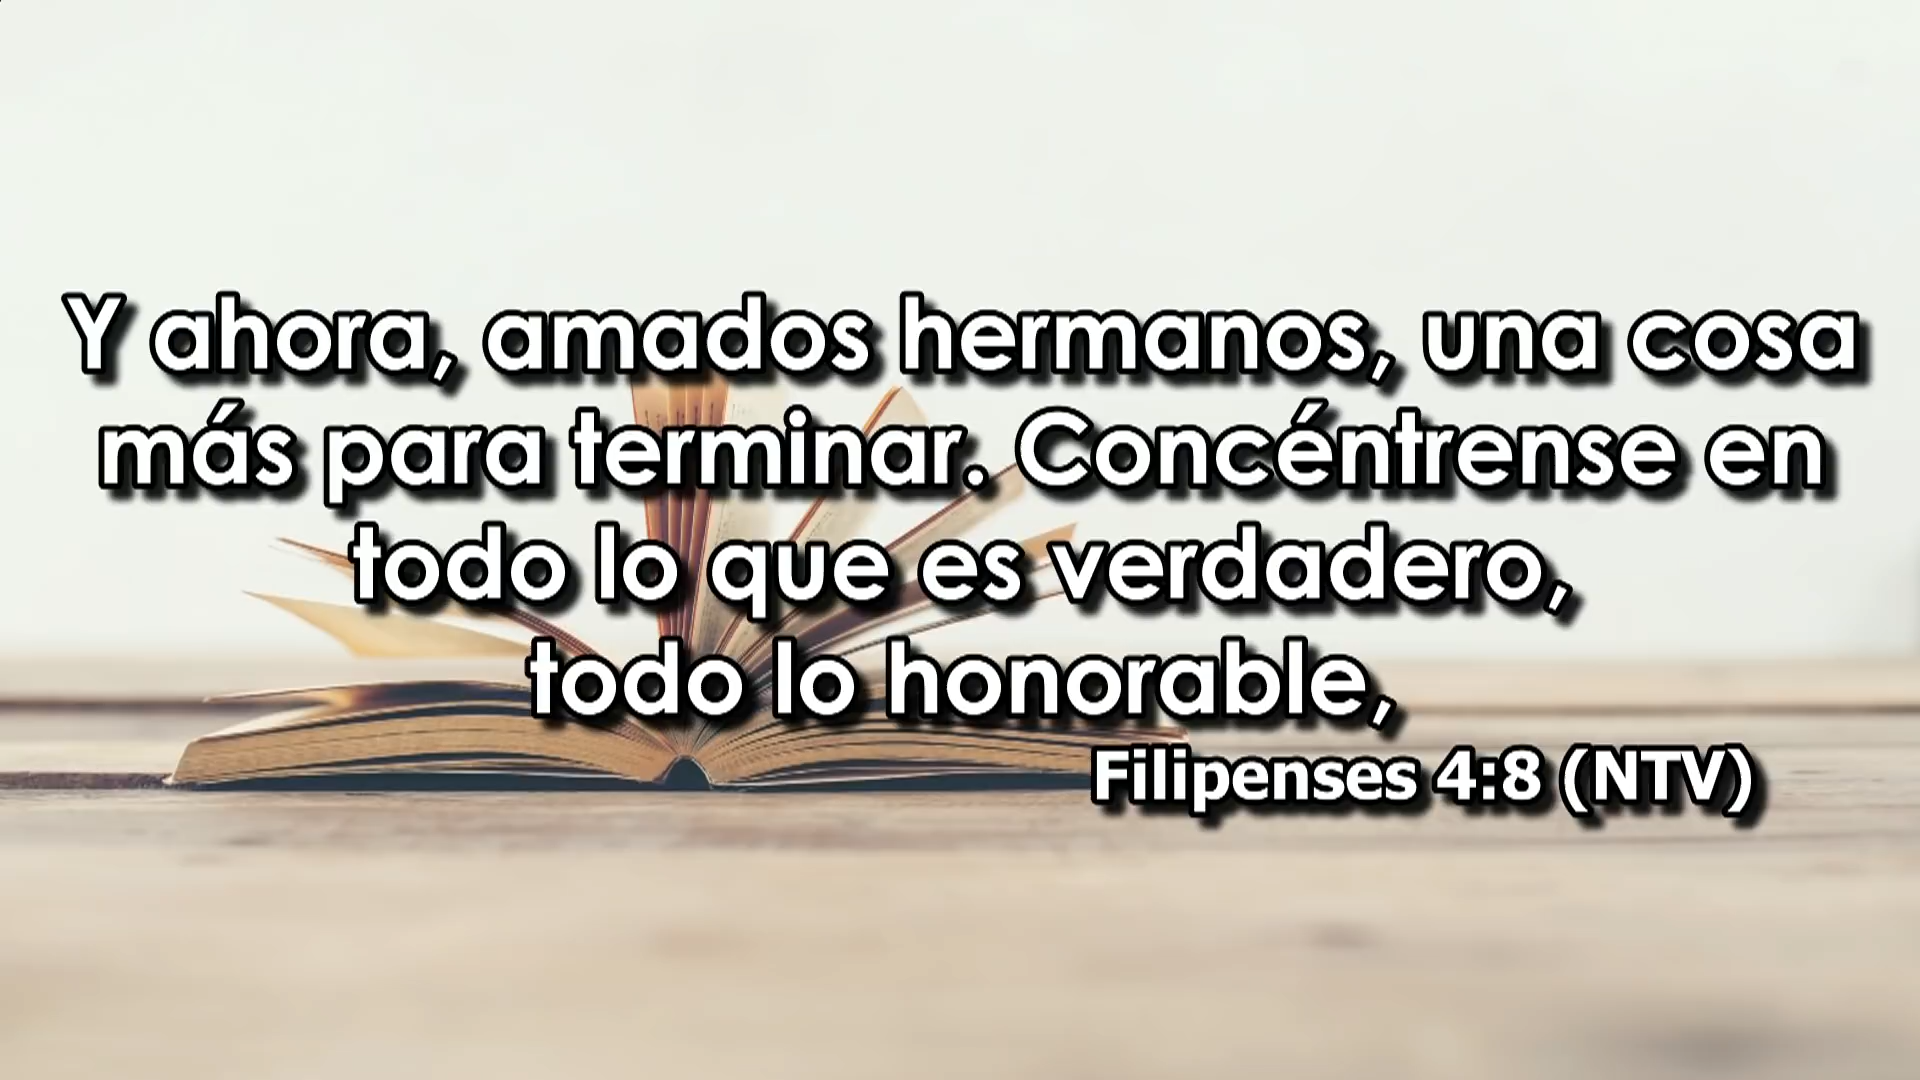 Y ahora, amados hermanos, una cosa
más para terminar. Concéntrense en
todo lo que es verdadero,
todo lo honorable,
Filipenses 4:8 (NTV)